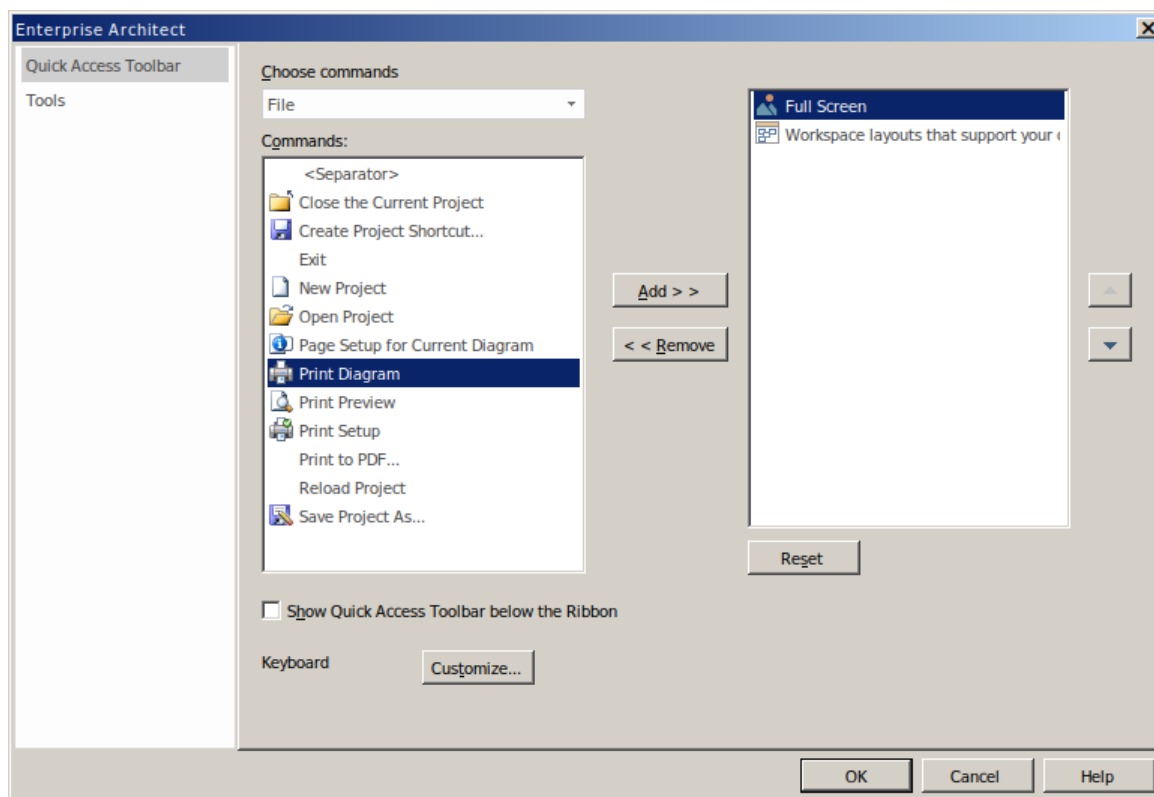 Enterprise Architect
Quick Access Toolbar
Tools
Choose commands
File
Commands:
<Separator>
Close the Current Project
Create Project Shortcut...
Exit
New Project
Open Project
Page Setup for Current Diagram
Print Diagram
Print Preview
Print Setup
Print to PDF...
Reload Project
Save Project As...
Add > >
< < Remove
Full Screen
Workspace layouts that support your
Reset
Show Quick Access Toolbar below the Ribbon
Keyboard
Customize...
OK
Cancel
Help